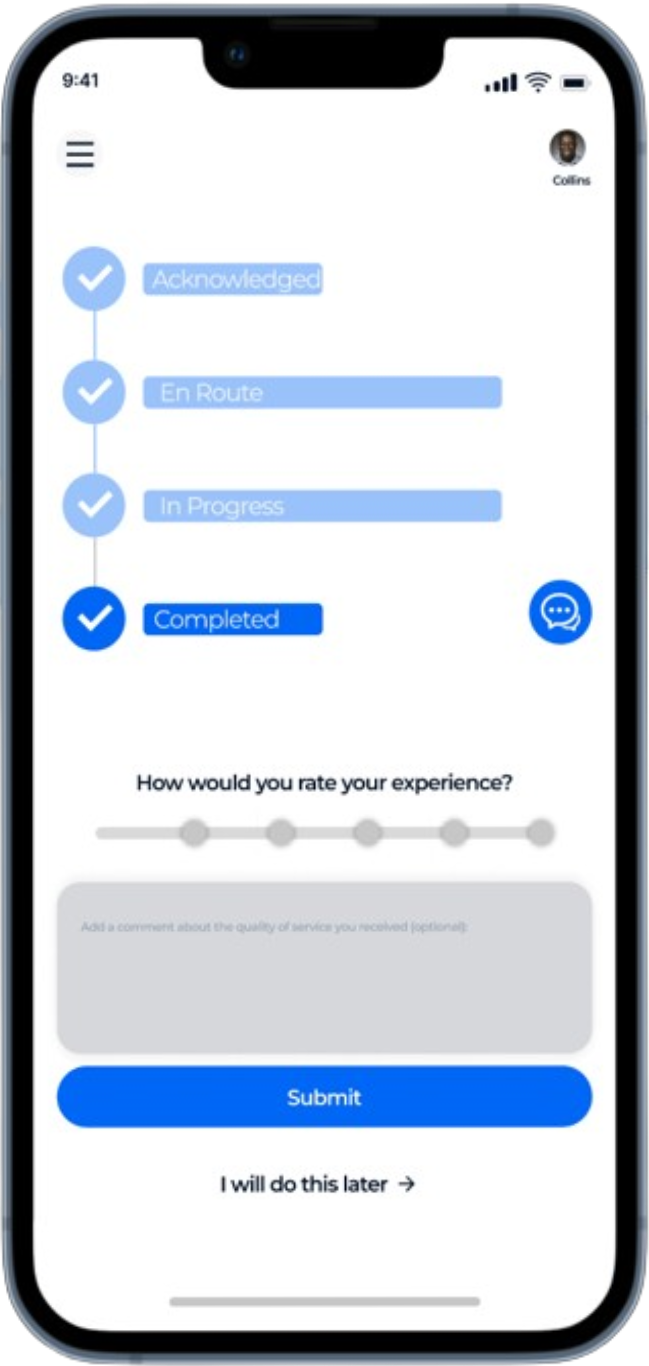 9:41
Collins
Acknowledged
En Route
In Progress
Completed
How would you rate your experience?
Add a comment about the quality of service you received (optional):
Submit
I will do this later →